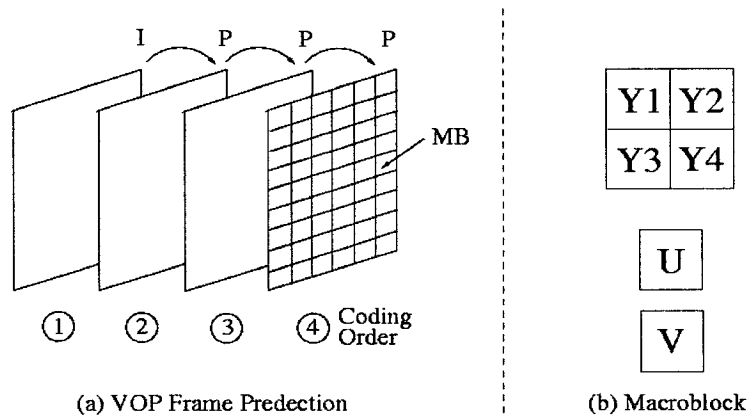 I P P P
MB
① ② ③ ④ Coding
Order
(a) VOP Frame Predection
Y1 Y2
Y3 Y4
U
V
(b) Macroblock